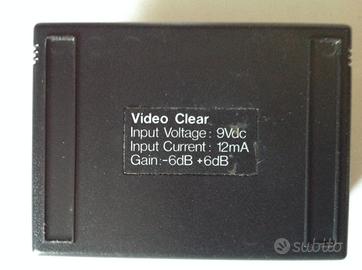 Video Clear
Input Voltage : 9Vdc
Input Current : 12mA
Gain:-6dB +6dB
subito